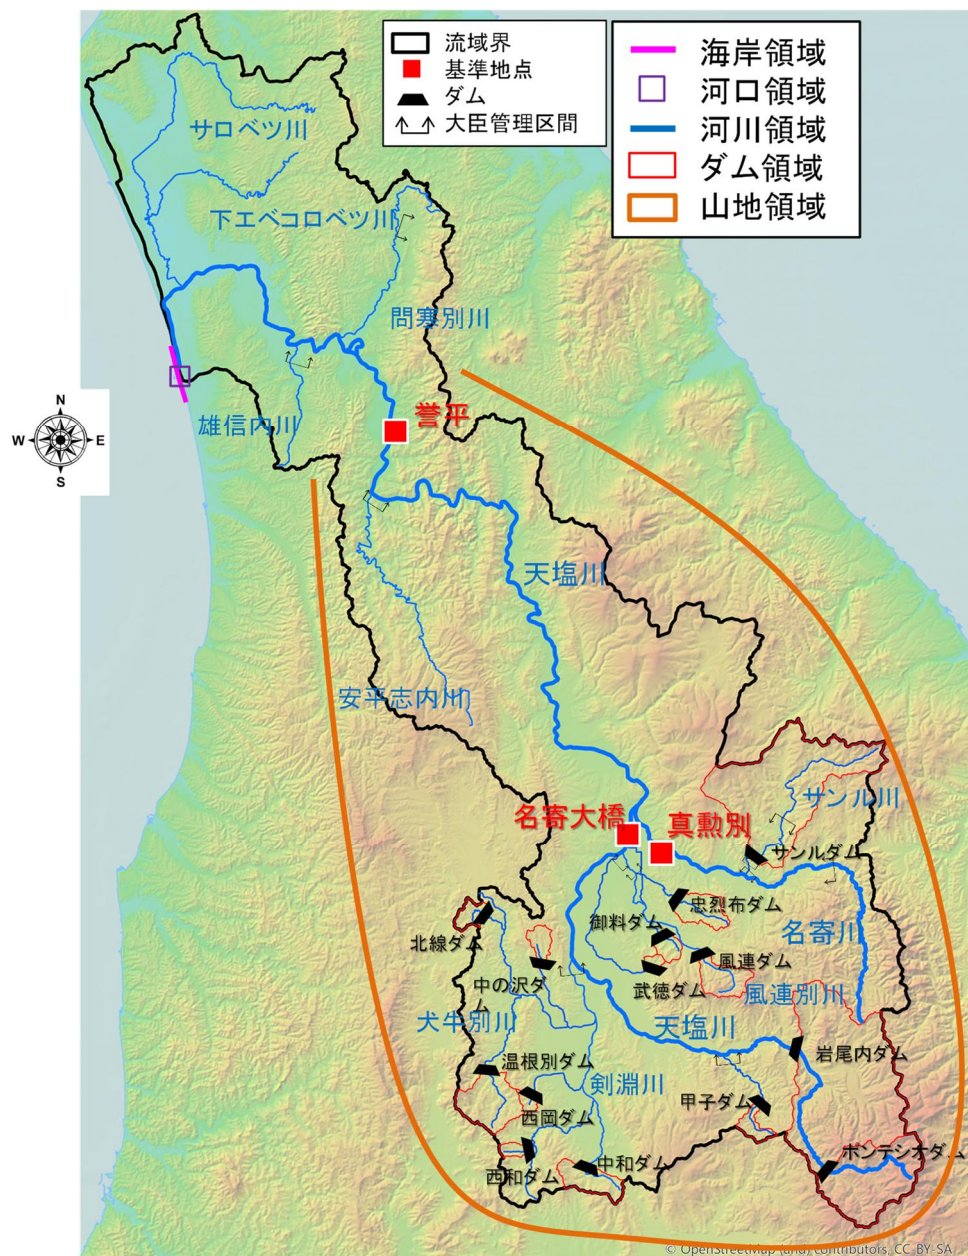 流域界
基準地点
ダム
大臣管理区間
海岸領域
河口領域
河川領域
ダム領域
山地領域
サロベツ川
下エベコロベツ川
問寒別川
N
W
E
S
雄信内川
誉平
天塩川
安平志内川
サンル川
名寄大橋
真勲別
サンルダム
忠烈布ダム
御料ダム
名寄川
北線ダム
風連ダム
中の沢ダ
ム
武徳ダム
風連別川
犬牛別川
天塩川
岩尾内ダム
温根別ダム
剣淵川
西岡ダム
甲子ダム
ポンテシオダム
西和ダム
中和ダム
© OpenStreetMap (and) contributors, CC-BY-SA